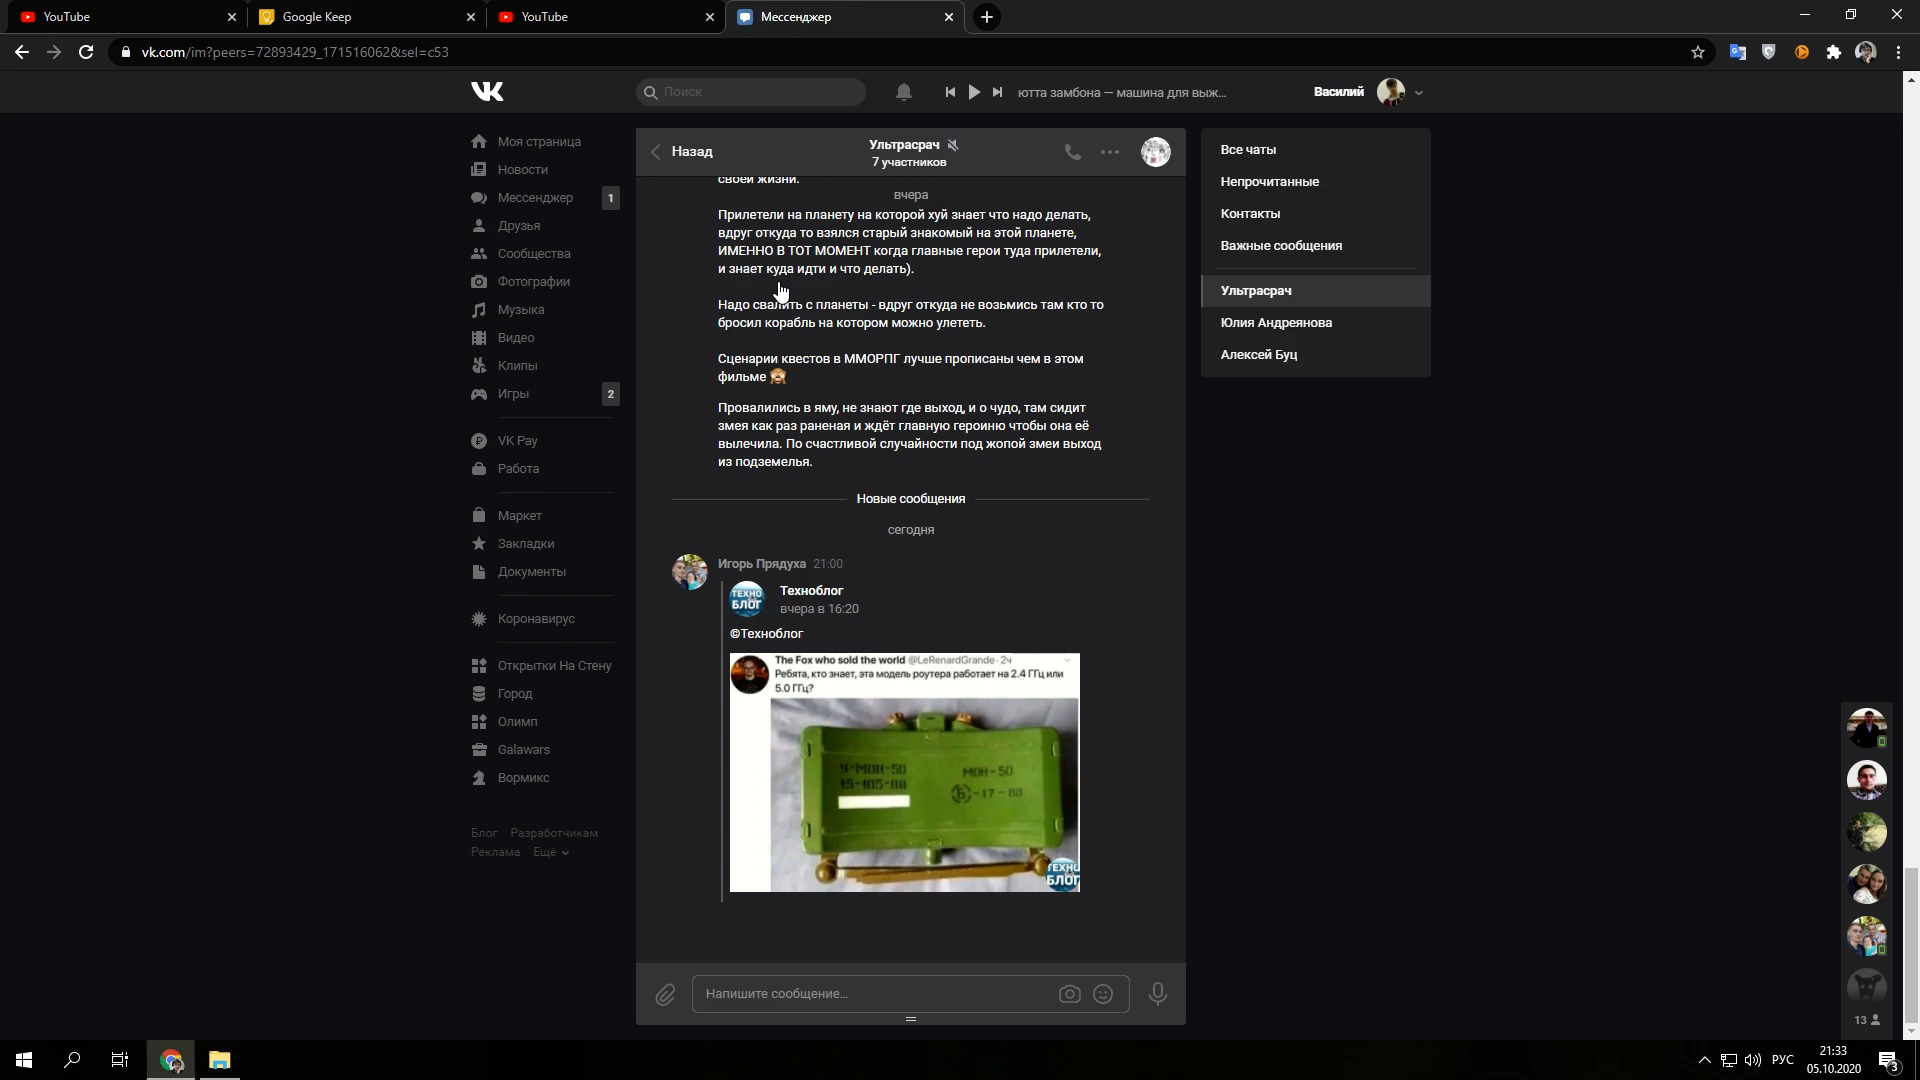 YouTube
Google Keep
YouTube
Мессенджер
vk.com/im?peers=72893429_171516062&sel=c53
Поиск
ютта замбона — машина для выж...
Василий
Моя страница
Новости
Мессенджер 1
Друзья
Сообщества
Фотографии
Музыка
Видео
Клипы
Игры 2
VK Pay
Работа
Маркет
Закладки
Документы
Коронавирус
Открытки На Стену
Город
Олимп
Galawars
Вормикс
Блог Разработчикам
Реклама Ещё
Назад
Ультрасрач
7 участников
своей жизни.
вчера
Прилетели на планету на которой хуй знает что надо делать,
вдруг откуда то взялся старый знакомый на этой планете,
ИМЕННО В ТОТ МОМЕНТ когда главные герои туда прилетели,
и знает куда идти и что делать).
Надо свалить с планеты - вдруг откуда не возьмись там кто то
бросил корабль на котором можно улететь.
Сценарии квестов в ММОРПГ лучше прописаны чем в этом
фильме 🙈
Провалились в яму, не знают где выход, и о чудо, там сидит
змея как раз раненая и ждёт главную героиню чтобы она её
вылечила. По счастливой случайности под жопой змеи выход
из подземелья.
Новые сообщения
сегодня
Игорь Прядуха 21:00
ТЕХНО
БЛОГ
Техноблог
вчера в 16:20
©Техноблог
The Fox who sold the world @LeRenardGrande · 2ч
Ребята, кто знает, эта модель роутера работает на 2.4 ГГц или
5.0 ГГц?
У-МОН-50
15-105-88
МОН-50
Б-17-88
ТЕХНО
БЛОГ
Напишите сообщение...
Все чаты
Непрочитанные
Контакты
Важные сообщения
Ультрасрач
Юлия Андреянова
Алексей Буц
13
РУС
21:33
05.10.2020
3